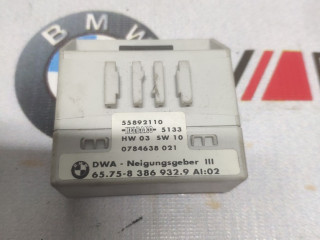 BMW
55892110
5133
HW 03 SW 10
0784638 021
DWA - Neigungsgeber III
65.75-8 386 932.9 AI:02